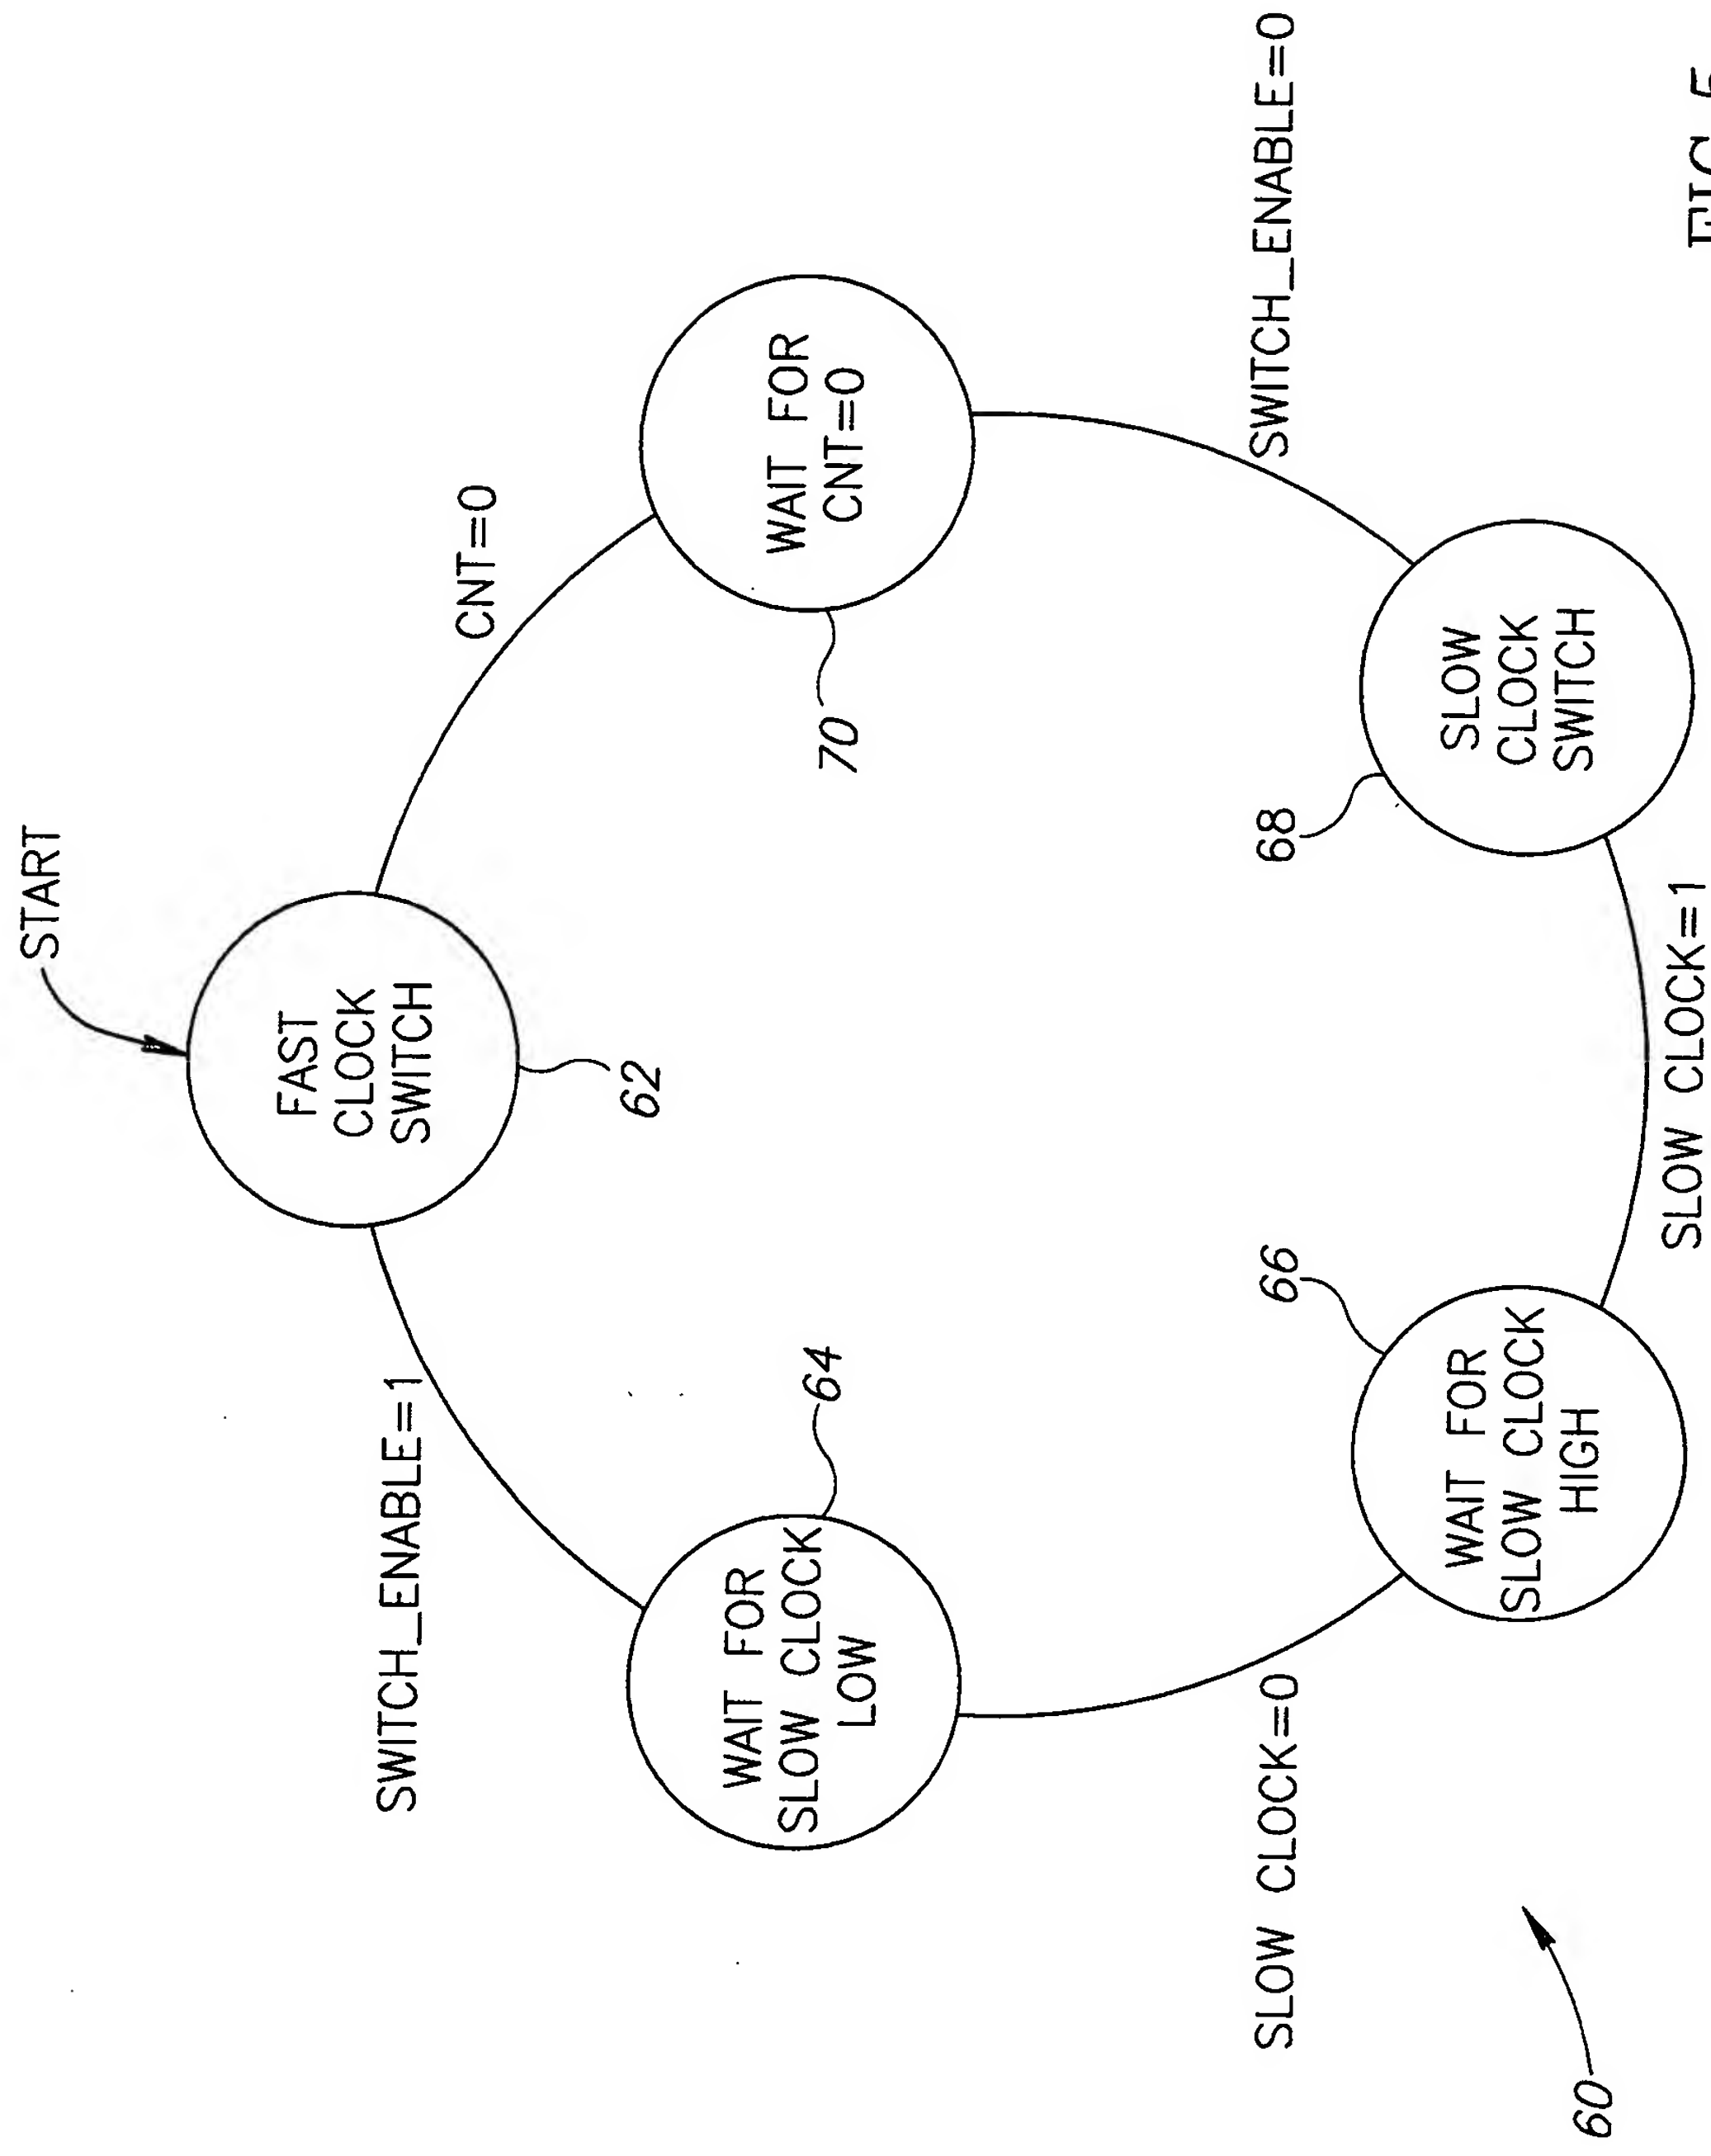 START
FAST
CLOCK
SWITCH
62
SWITCH_ENABLE=1
CNT=0
WAIT FOR
SLOW CLOCK
LOW
64
WAIT FOR
CNT=0
70
SLOW CLOCK=0
SWITCH_ENABLE=0
WAIT FOR
SLOW CLOCK
HIGH
66
SLOW
CLOCK
SWITCH
68
SLOW CLOCK=1
60